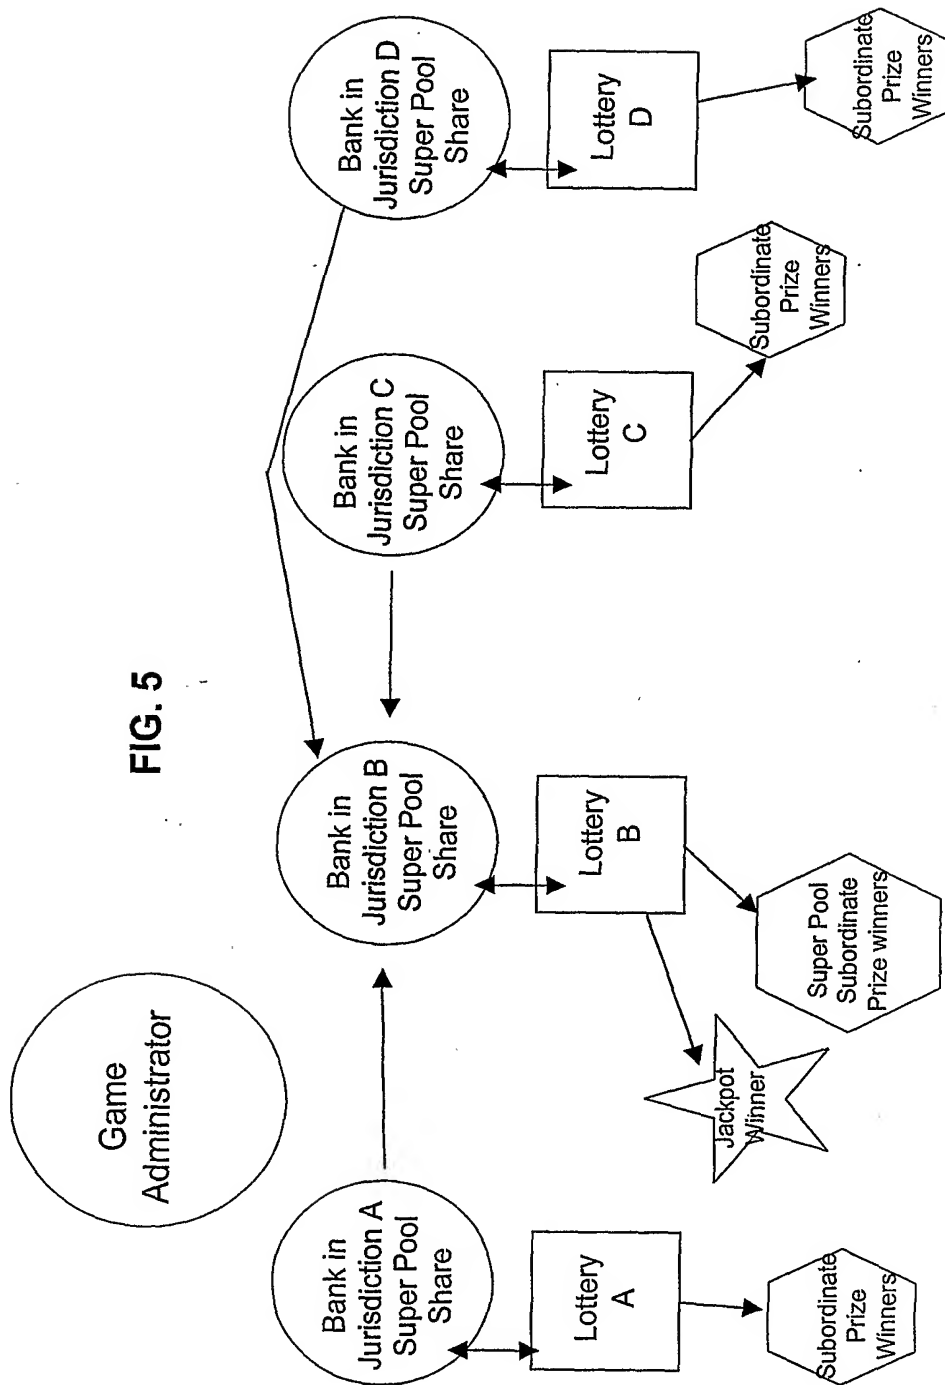 FIG. 5
Game
Administrator
Bank in
Jurisdiction A
Super Pool
Share
Bank in
Jurisdiction B
Super Pool
Share
Bank in
Jurisdiction C
Super Pool
Share
Bank in
Jurisdiction D
Super Pool
Share
Lottery
A
Lottery
B
Lottery
C
Lottery
D
Subordinate
Prize
Winners
Jackpot
Winner
Super Pool
Subordinate
Prize winners
Subordinate
Prize
Winners
Subordinate
Prize
Winners